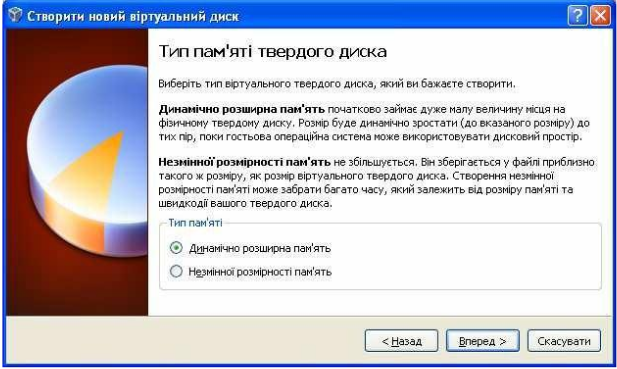 Створити новий віртуальний диск
Тип пам'яті твердого диска
Виберіть тип віртуального твердого диска, який ви бажаєте створити.
Динамічно розширна пам'ять початково займає дуже малу величину місця на
фізичному твердому диску. Розмір буде динамічно зростати (до вказаного розміру) до
тих пір, поки гостьова операційна система може використовувати дисковий простір.
Незмінної розмірності пам'ять не збільшується. Він зберігається у файлі приблизно
такого ж розміру, як розмір віртуального твердого диска. Створення незмінної
розмірності пам'яті може забрати багато часу, який залежить від розміру пам'яті та
швидкодії вашого твердого диска.
Тип пам'яті
Динамічно розширна пам'ять
Незмінної розмірності пам'ять
< Назад
Вперед >
Скасувати